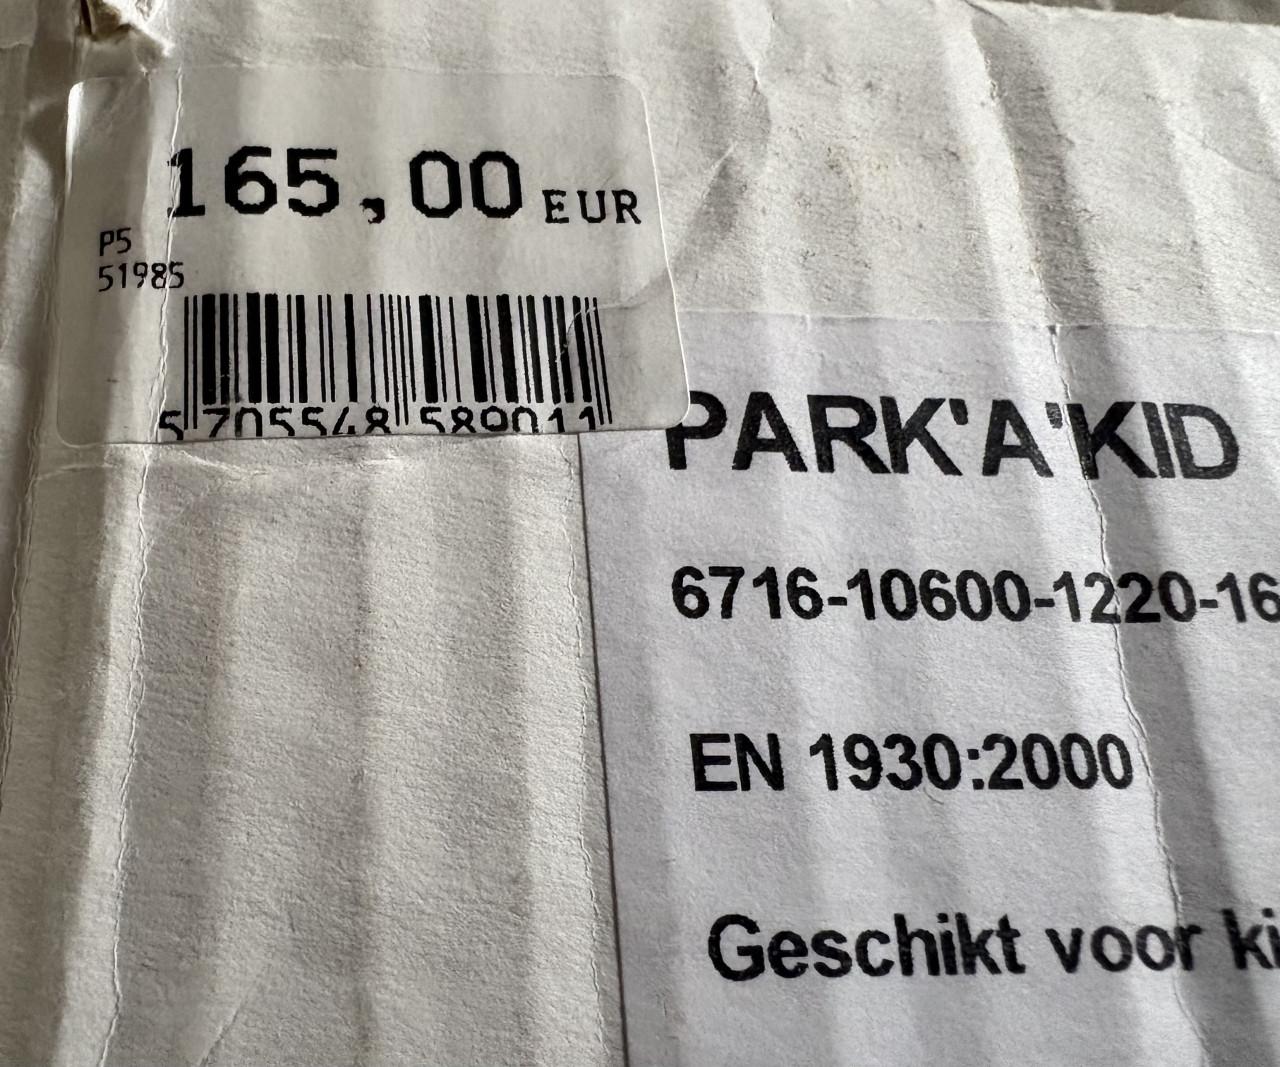 165,00 EUR
P5
51985
5 705548 589011
PARK'A'KID
6716-10600-1220-16
EN 1930:2000
Geschikt voor ki